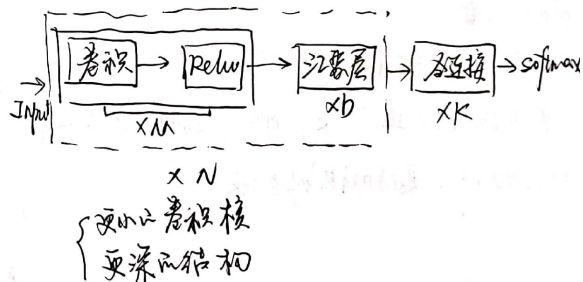 Input
卷积
Relu
×M
汇聚层
×b
全连接
×K
softmax
×N
更小的卷积核
更深的结构